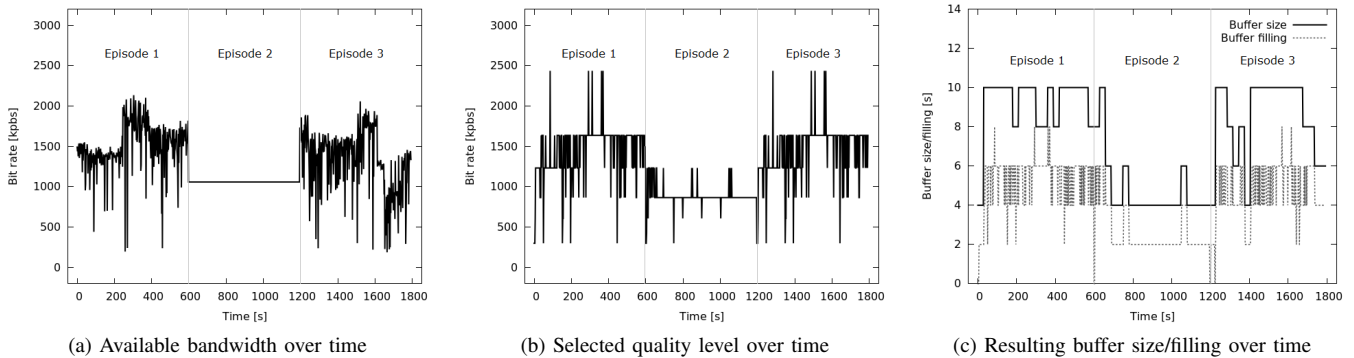 3000
2500
2000
1500
1000
500
0
Bit rate [kpbs]
Episode 1
Episode 2
Episode 3
0 200 400 600 800 1000 1200 1400 1600 1800
Time [s]
(a) Available bandwidth over time
3000
2500
2000
1500
1000
500
0
Bit rate [kpbs]
Episode 1
Episode 2
Episode 3
0 200 400 600 800 1000 1200 1400 1600 1800
Time [s]
(b) Selected quality level over time
14
12
10
8
6
4
2
0
Buffer size/filling [s]
Buffer size
Buffer filling
Episode 1
Episode 2
Episode 3
0 200 400 600 800 1000 1200 1400 1600 1800
Time [s]
(c) Resulting buffer size/filling over time